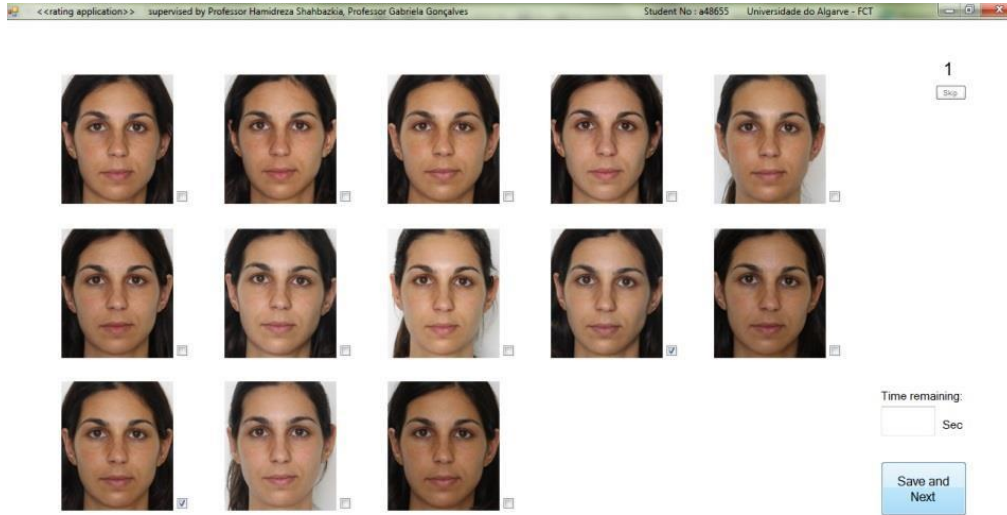 <<rating application>> supervised by Professor Hamidreza Shahbazkia, Professor Gabriela Gonçalves Student No : a48655 Universidade do Algarve - FCT
1
Skip
Time remaining:
Sec
Save and
Next